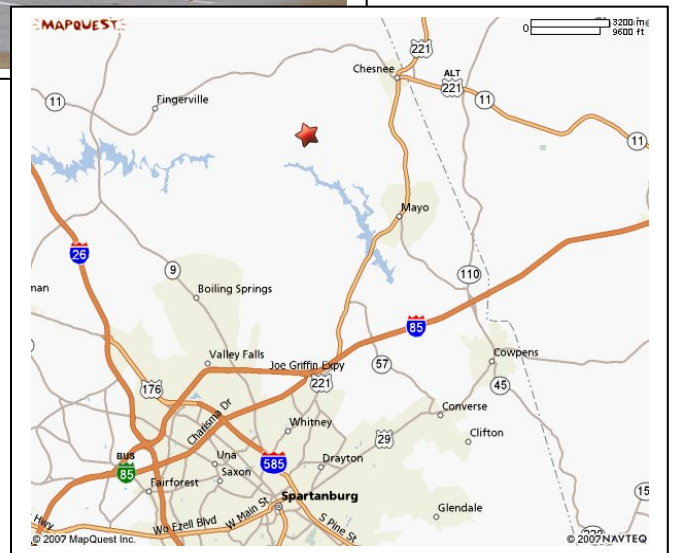 MAPQUEST
0 3200 m
9600 ft
221
Chesnee
ALT
221
11
Fingerville
11
11
Mayo
26
9
man
Boiling Springs
110
85
Valley Falls
Joe Griffin Expy
57
Cowpens
221
45
176
Charisma Dr
Whitney
Converse
29
Clifton
BUS
85
Una
Saxon
585
Drayton
Fairforest
Spartanburg
15
Glendale
Hwy
Wo Ezell Blvd
W. Main St
S Pine St
© 2007 MapQuest Inc.
© 2007 NAVTEQ